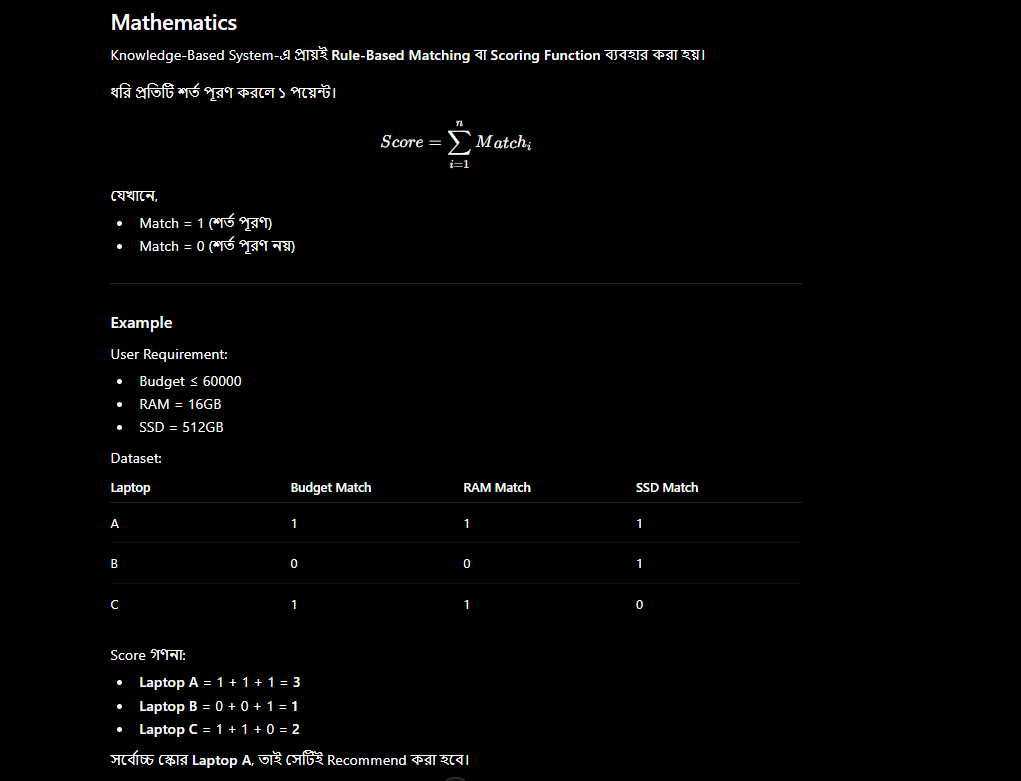 Mathematics
Knowledge-Based System-এ প্রায়ই Rule-Based Matching বা Scoring Function ব্যবহার করা হয়।
ধরি প্রতিটি শর্ত পূরণ করলে ১ পয়েন্ট।
$Score = \sum_{i=1}^{n} Match_i$
যেখানে,
• Match = 1 (শর্ত পূরণ)
• Match = 0 (শর্ত পূরণ নয়)
Example
User Requirement:
• Budget ≤ 60000
• RAM = 16GB
• SSD = 512GB
Dataset:
Laptop Budget Match RAM Match SSD Match
A 1 1 1
B 0 0 1
C 1 1 0
Score গণনা:
• Laptop A = 1 + 1 + 1 = 3
• Laptop B = 0 + 0 + 1 = 1
• Laptop C = 1 + 1 + 0 = 2
সর্বোচ্চ স্কোর Laptop A, তাই সেটিই Recommend করা হবে।